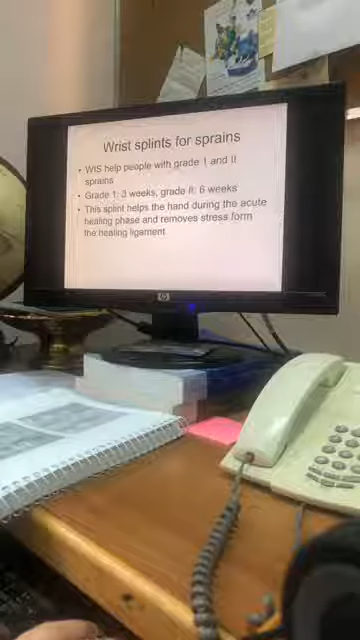 Wrist splints for sprains
• WIS help people with grade 1 and II
sprains
• Grade 1: 3 weeks, grade II: 6 weeks
• This splint helps the hand during the acute
healing phase and removes stress form
the healing ligament
hp